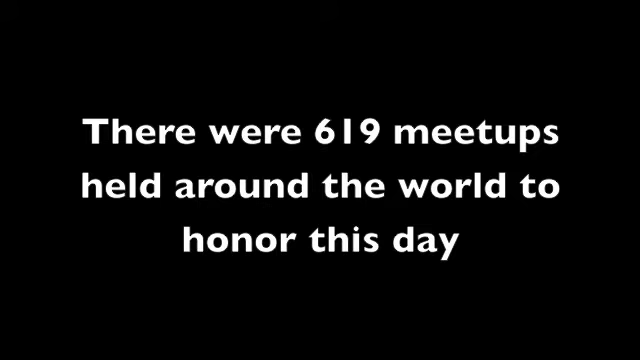 There were 619 meetups
held around the world to
honor this day